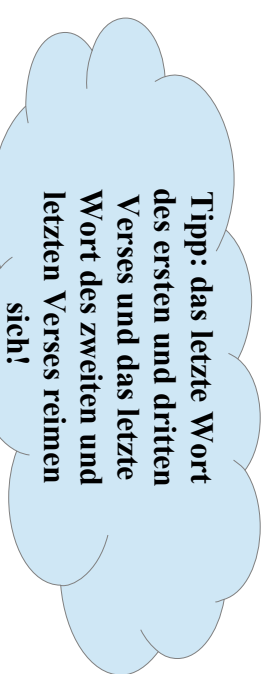 Tipp: das letzte Wort
des ersten und dritten
Verses und das letzte
Wort des zweiten und
letzten Verses reimen
sich!